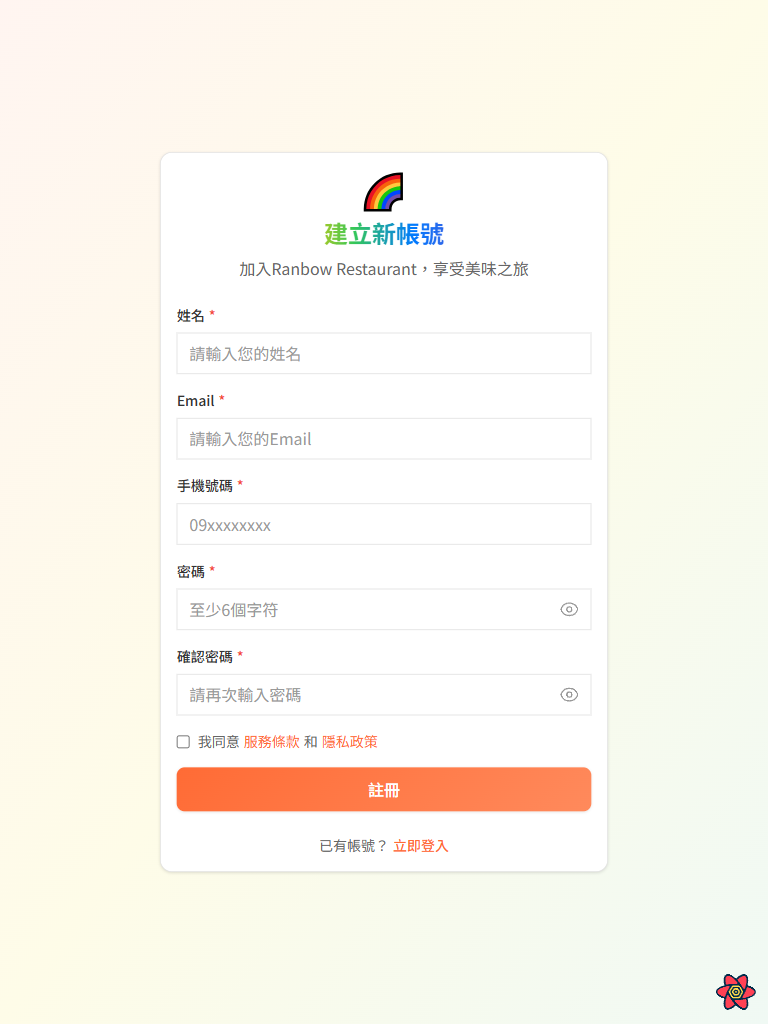 建立新帳號
加入Ranbow Restaurant，享受美味之旅
姓名 *
請輸入您的姓名
Email *
請輸入您的Email
手機號碼 *
09xxxxxxxx
密碼 *
至少6個字符
確認密碼 *
請再次輸入密碼
我同意 服務條款 和 隱私政策
註冊
已有帳號？ 立即登入